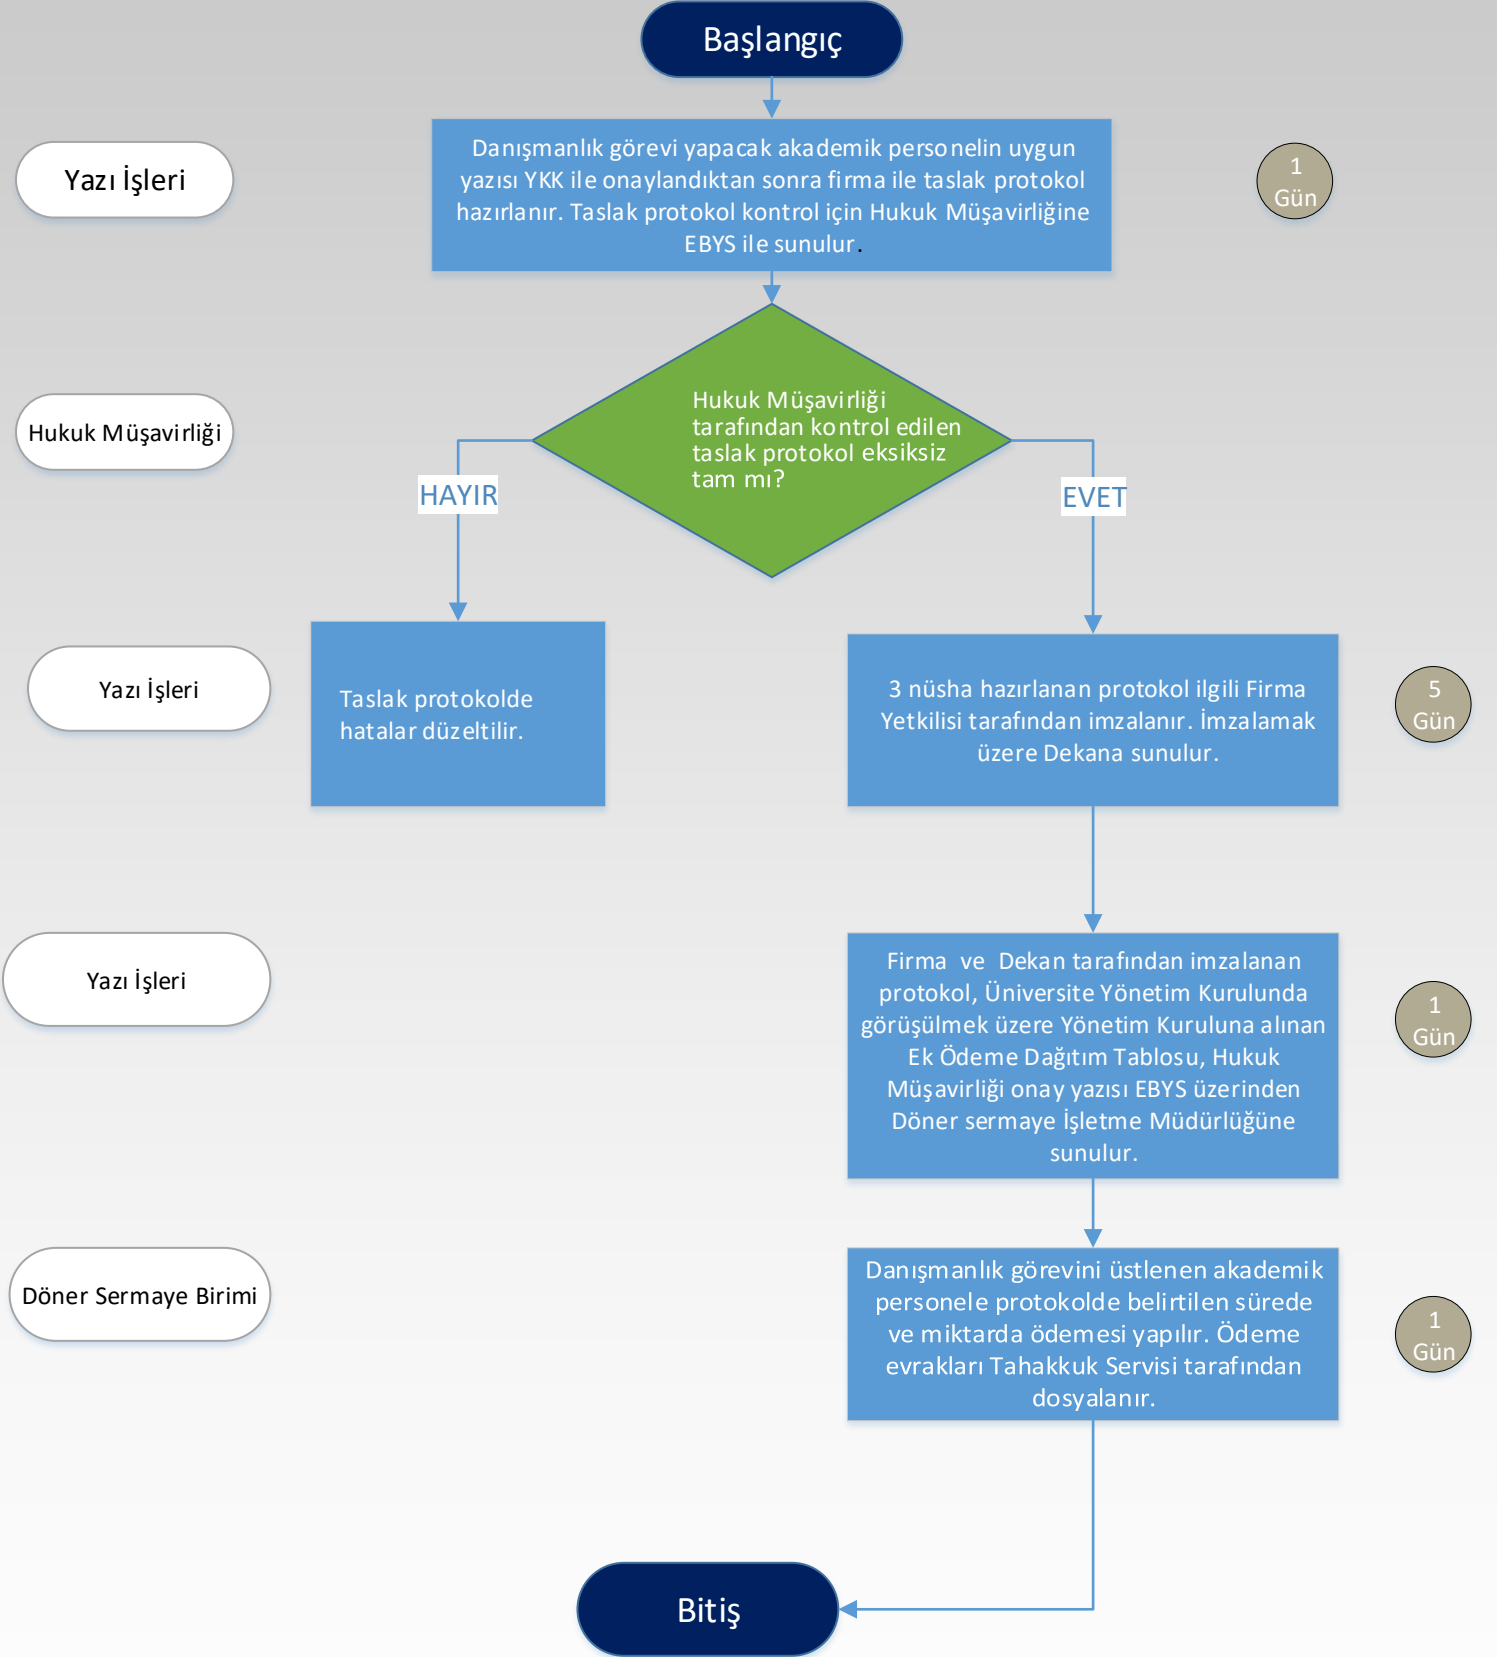 Başlangıç
Yazı İşleri
Danışmanlık görevi yapacak akademik personelin uygun
yazısı YKK ile onaylandıktan sonra firma ile taslak protokol
hazırlanır. Taslak protokol kontrol için Hukuk Müşavirliğine
EBYS ile sunulur.
1
Gün
Hukuk Müşavirliği
Hukuk Müşavirliği
tarafından kontrol edilen
taslak protokol eksiksiz
tam mı?
HAYIR
EVET
Yazı İşleri
Taslak protokolde
hatalar düzeltilir.
3 nüsha hazırlanan protokol ilgili Firma
Yetkilisi tarafından imzalanır. İmzalamak
üzere Dekana sunulur.
5
Gün
Yazı İşleri
Firma ve Dekan tarafından imzalanan
protokol, Üniversite Yönetim Kurulunda
görüşülmek üzere Yönetim Kuruluna alınan
Ek Ödeme Dağıtım Tablosu, Hukuk
Müşavirliği onay yazısı EBYS üzerinden
Döner sermaye İşletme Müdürlüğüne
sunulur.
1
Gün
Döner Sermaye Birimi
Danışmanlık görevini üstlenen akademik
personele protokolde belirtilen sürede
ve miktarda ödemesi yapılır. Ödeme
evrakları Tahakkuk Servisi tarafından
dosyalanır.
1
Gün
Bitiş